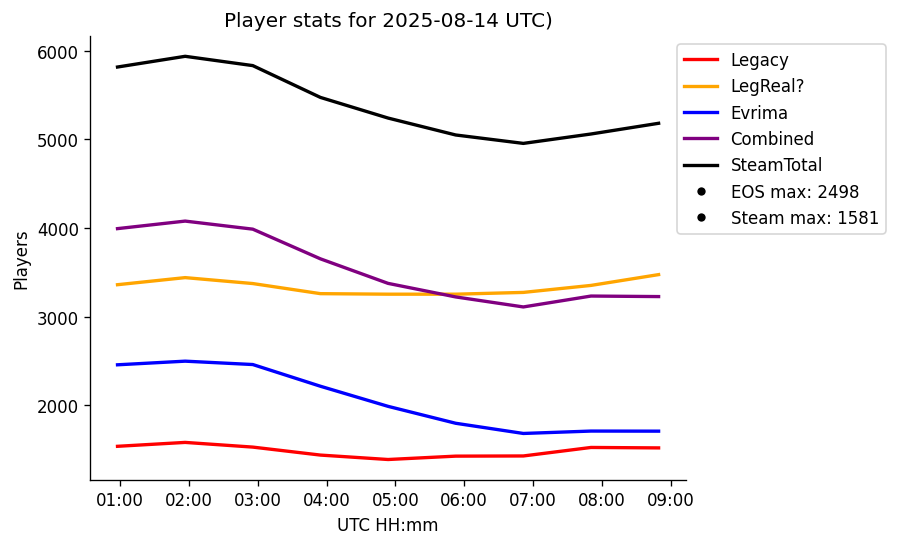 Player stats for 2025-08-14 UTC)
6000
5000
4000
3000
2000
Players
01:00 02:00 03:00 04:00 05:00 06:00 07:00 08:00 09:00
UTC HH:mm
Legacy
LegReal?
Evrima
Combined
SteamTotal
EOS max: 2498
Steam max: 1581